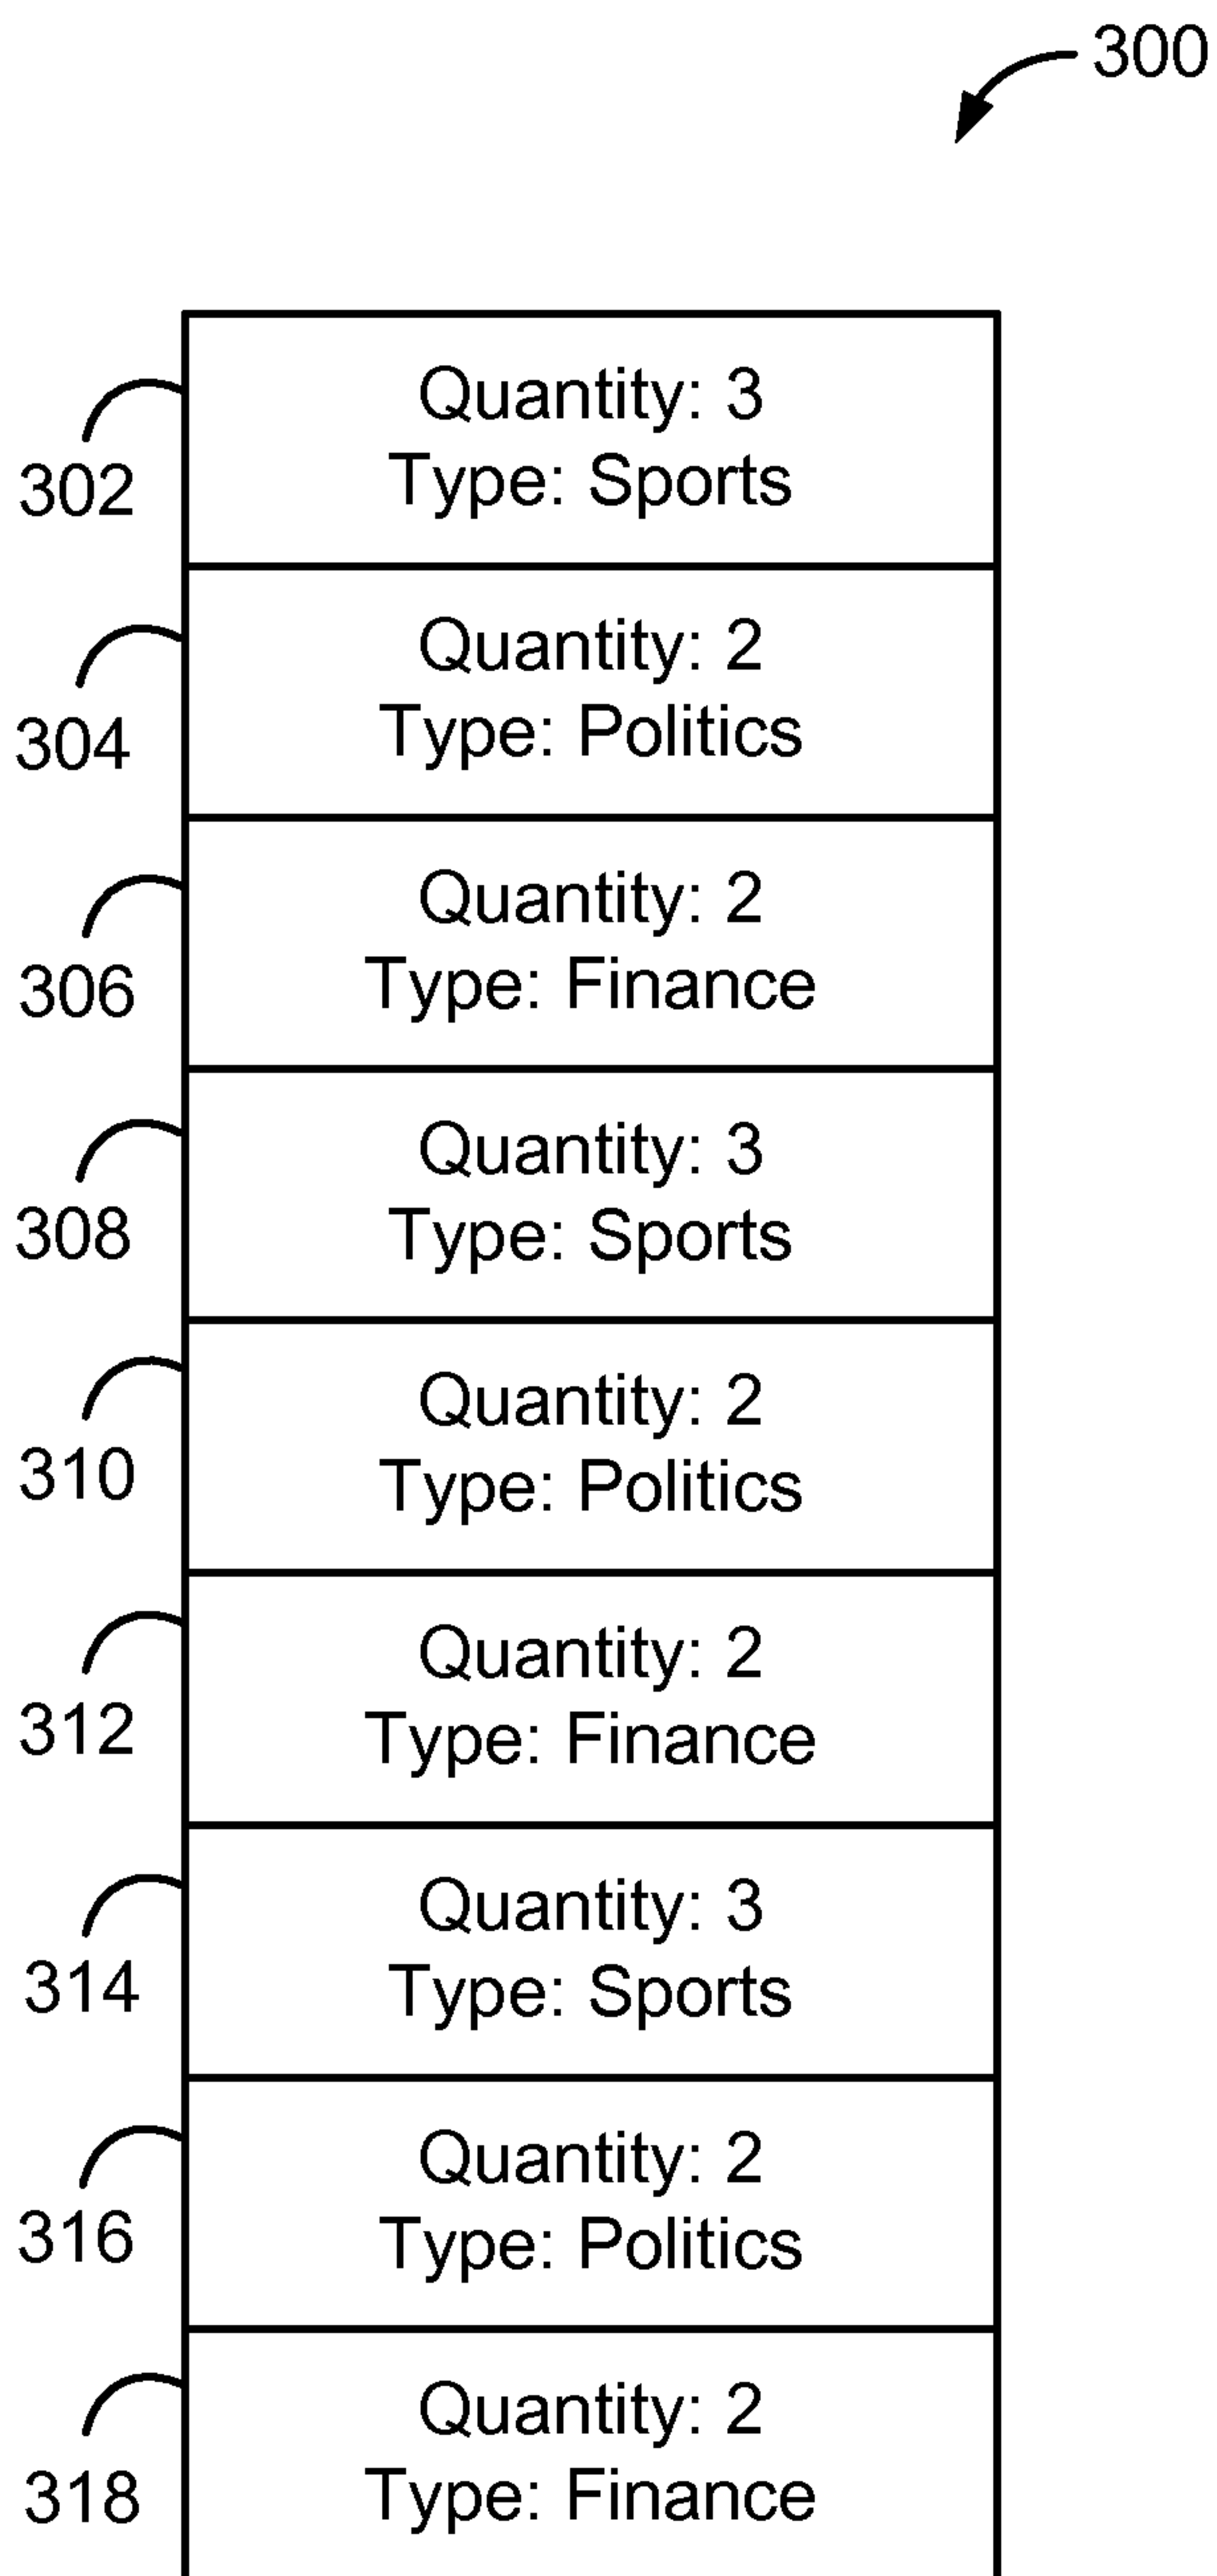 300
Quantity: 3
Type: Sports
302
Quantity: 2
Type: Politics
304
Quantity: 2
Type: Finance
306
Quantity: 3
Type: Sports
308
Quantity: 2
Type: Politics
310
Quantity: 2
Type: Finance
312
Quantity: 3
Type: Sports
314
Quantity: 2
Type: Politics
316
Quantity: 2
Type: Finance
318